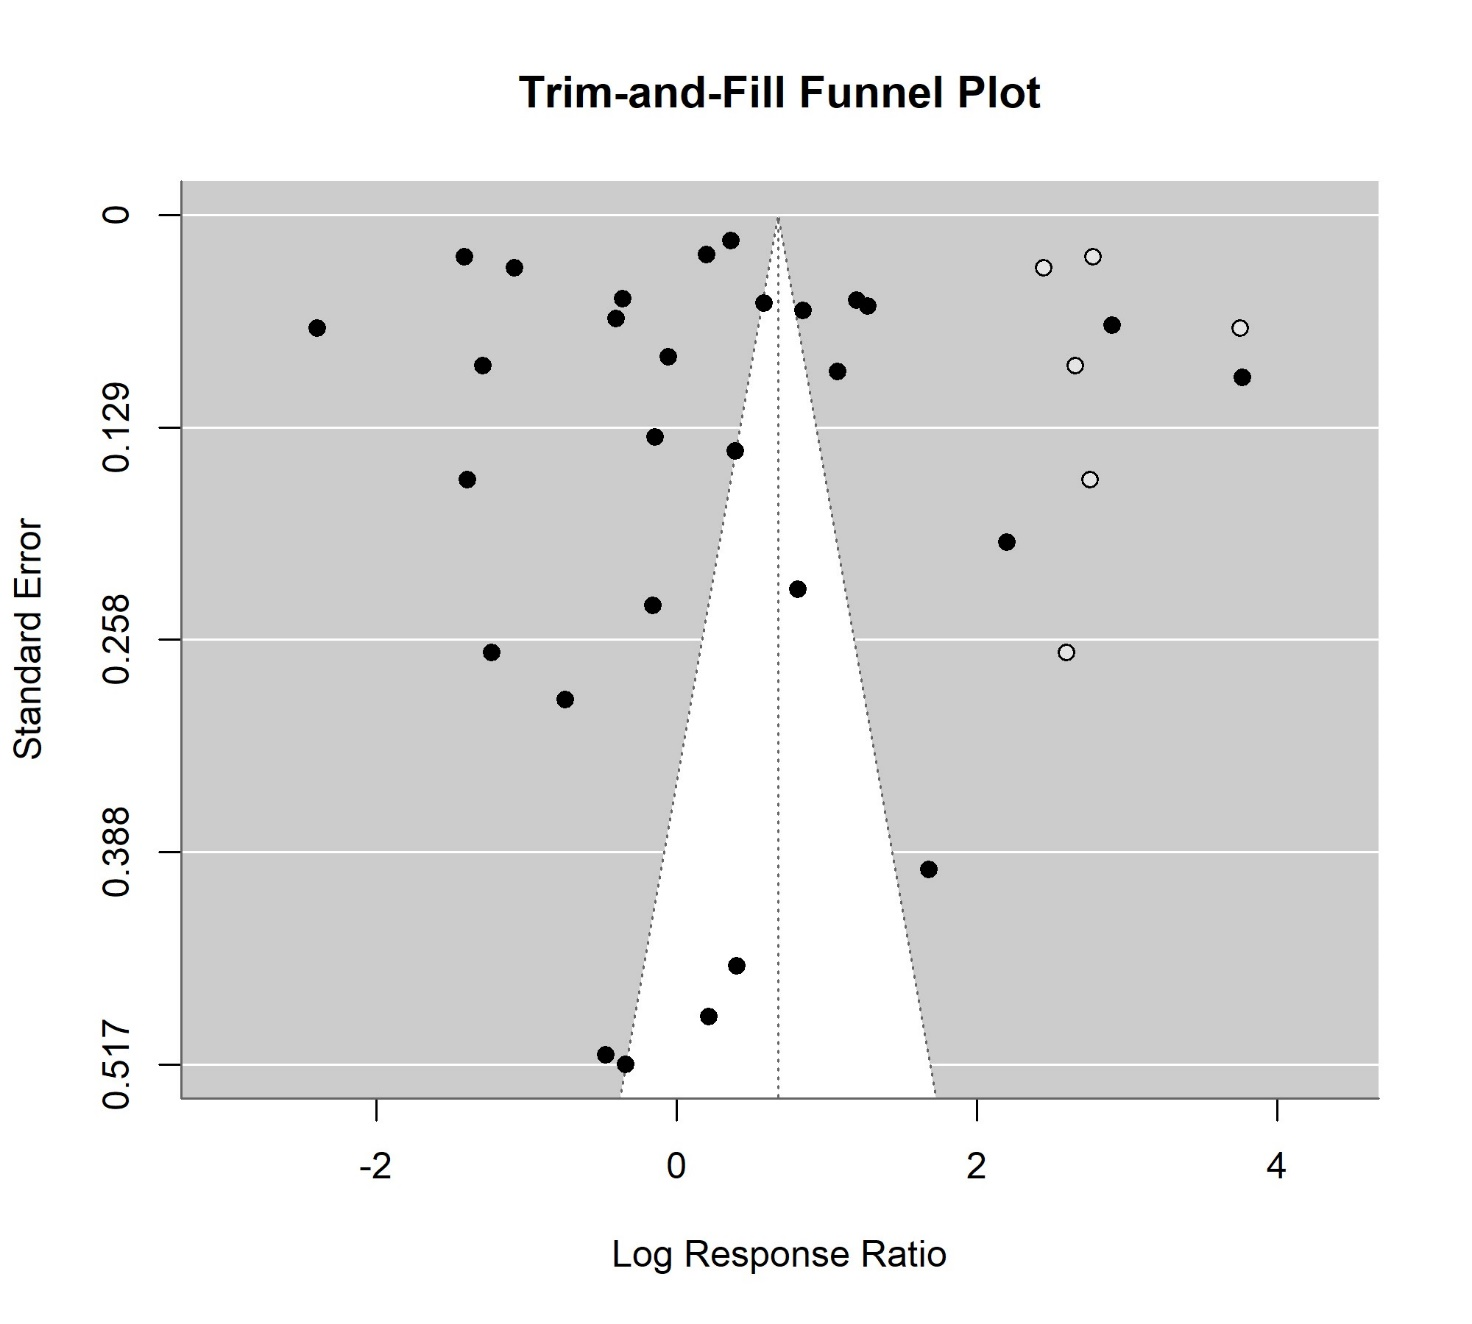 Trim-and-Fill Funnel Plot
Standard Error
0
0.129
0.258
0.388
0.517
-2 0 2 4
Log Response Ratio